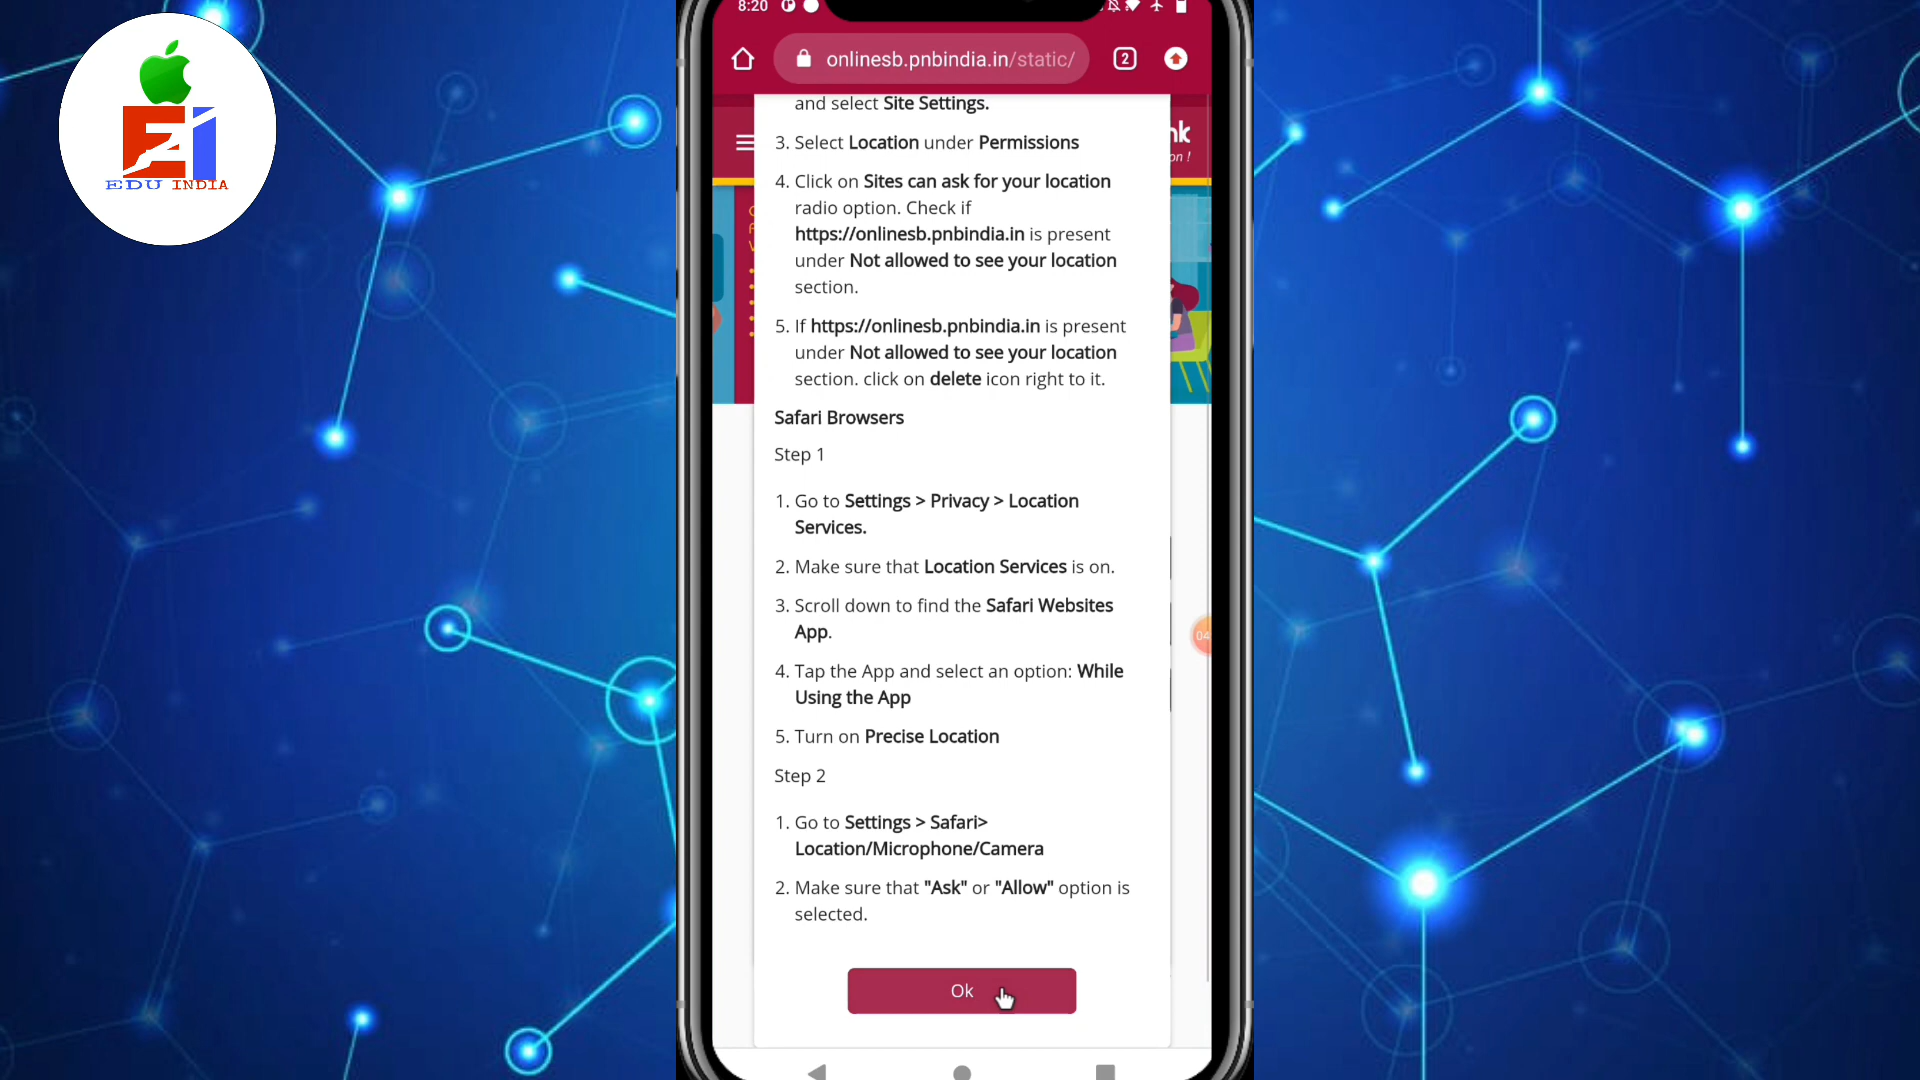 EDU INDIA
8:20
onlinesb.pnbindia.in/static/
2
and select Site Settings.
3. Select Location under Permissions
4. Click on Sites can ask for your location
radio option. Check if
https://onlinesb.pnbindia.in is present
under Not allowed to see your location
section.
5. If https://onlinesb.pnbindia.in is present
under Not allowed to see your location
section. click on delete icon right to it.
Safari Browsers
Step 1
1. Go to Settings > Privacy > Location
Services.
2. Make sure that Location Services is on.
3. Scroll down to find the Safari Websites
App.
4. Tap the App and select an option: While
Using the App
5. Turn on Precise Location
Step 2
1. Go to Settings > Safari>
Location/Microphone/Camera
2. Make sure that "Ask" or "Allow" option is
selected.
Ok